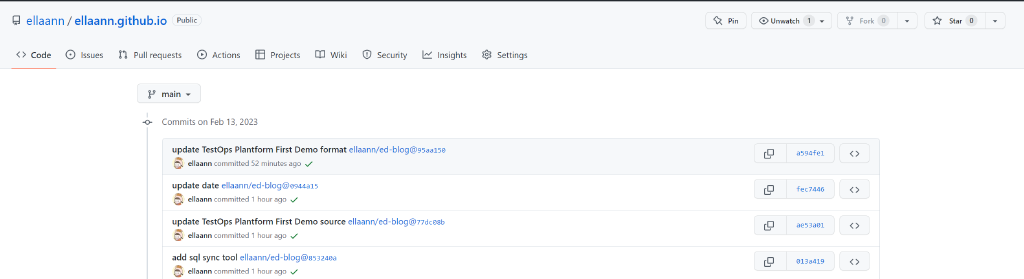 ellaann / ellaann.github.io Public
Pin Unwatch 1 Fork 0 Star 0
Code Issues Pull requests Actions Projects Wiki Security Insights Settings
main
Commits on Feb 13, 2023
update TestOps Plantform First Demo format ellaann/ed-blog@95aa150
a594fe1
ellaann committed 52 minutes ago
update date ellaann/ed-blog@0944a15
fec7446
ellaann committed 1 hour ago
update TestOps Plantform First Demo source ellaann/ed-blog@77dc08b
ae53a01
ellaann committed 1 hour ago
add sql sync tool ellaann/ed-blog@853240a
013a419
ellaann committed 1 hour ago